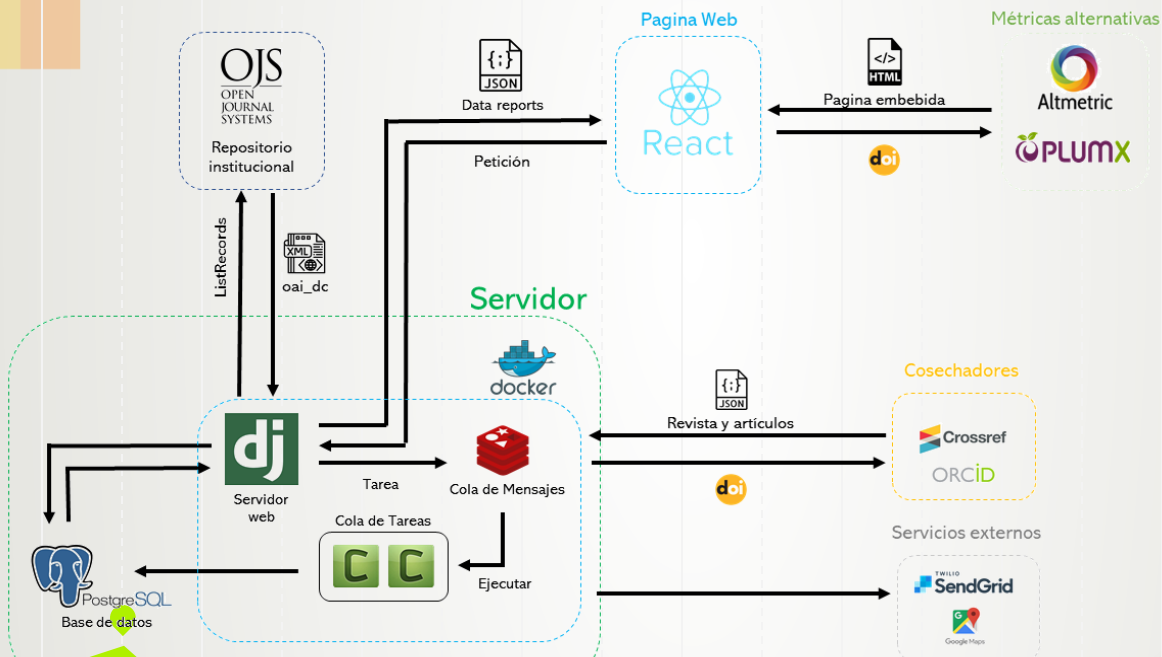 Pagina Web
Métricas alternativas
OJS
OPEN
JOURNAL
SYSTEMS
Repositorio
institucional
{;}
JSON
Data reports
Petición
React
</>
HTML
Pagina embebida
doi
Altmetric
PLUMX
ListRecords
XML
oai_dc
Servidor
docker
dj
Servidor
web
Tarea
Cola de Mensajes
Cola de Tareas
C
C
Ejecutar
PostgreSQL
Base de datos
{;}
JSON
Revista y artículos
doi
Cosechadores
Crossref
ORCiD
Servicios externos
TWILIO
SendGrid
G
Google Maps